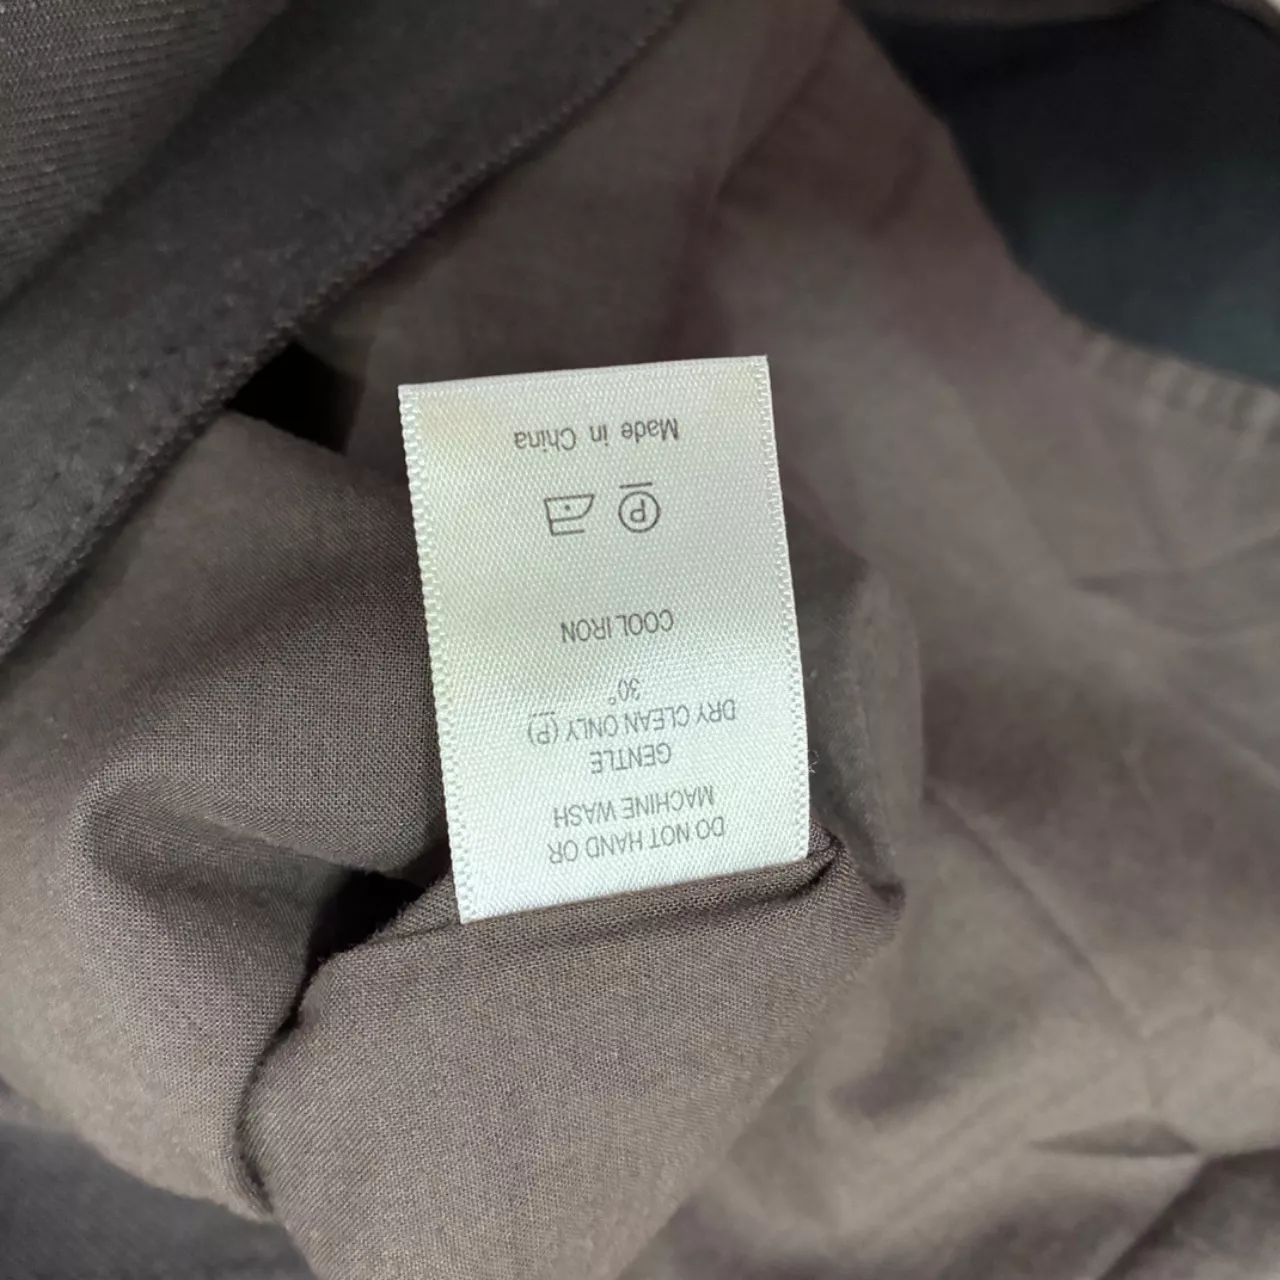 DO NOT HAND OR
MACHINE WASH
GENTLE
DRY CLEAN ONLY (P)
30°
COOL IRON
P
Made in China